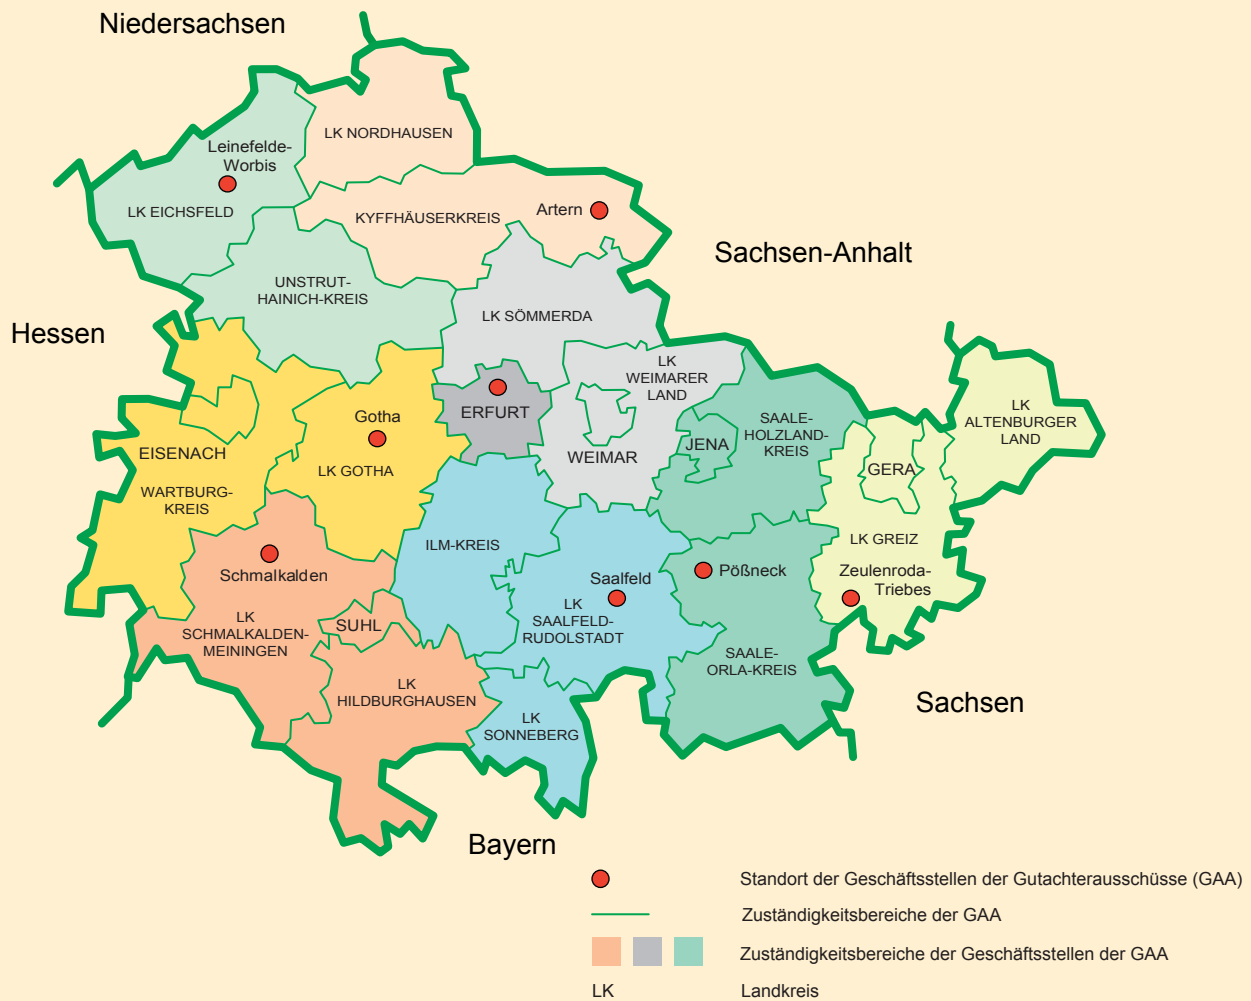 Niedersachsen
LK NORDHAUSEN
Leinefelde-
Worbis
LK EICHSFELD
KYFFHÄUSERKREIS
Artern
Sachsen-Anhalt
UNSTRUT-
HAINICH-KREIS
Hessen
LK SÖMMERDA
LK
WEIMARER
LAND
ERFURT
Gotha
LK GOTHA
SAALE-
HOLZLAND-
KREIS
LK
ALTENBURGER
LAND
JENA
WEIMAR
EISENACH
GERA
WARTBURG-
KREIS
ILM-KREIS
LK GREIZ
Schmalkalden
Saalfeld
Pößneck
Zeulenroda-
Triebes
LK
SCHMALKALDEN-
MEININGEN
SUHL
LK
SAALFELD-
RUDOLSTADT
SAALE-
ORLA-KREIS
LK
HILDBURGHAUSEN
Sachsen
LK
SONNEBERG
Bayern
Standort der Geschäftsstellen der Gutachterausschüsse (GAA)
Zuständigkeitsbereiche der GAA
Zuständigkeitsbereiche der Geschäftsstellen der GAA
LK Landkreis